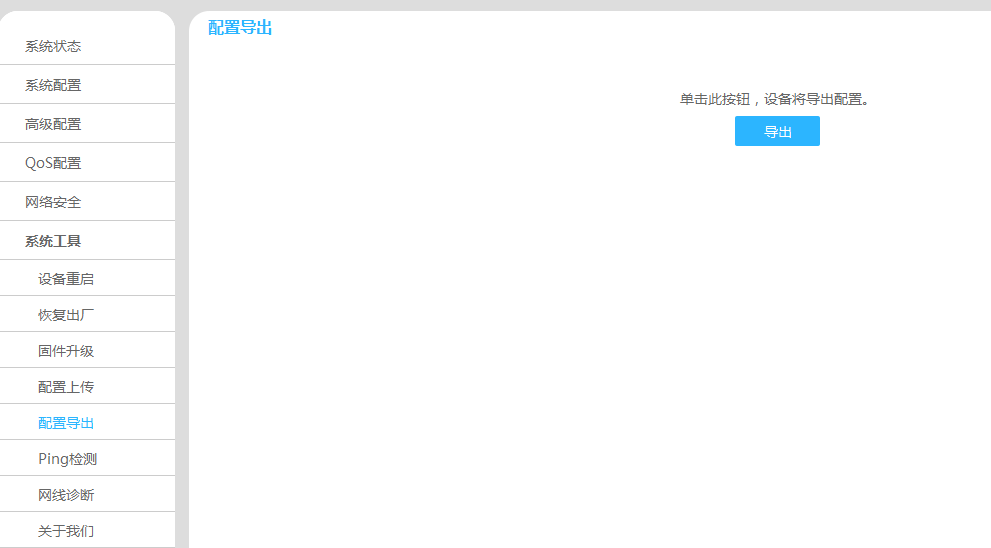 系统状态
系统配置
高级配置
QoS配置
网络安全
系统工具
设备重启
恢复出厂
固件升级
配置上传
配置导出
Ping检测
网线诊断
关于我们
配置导出
单击此按钮，设备将导出配置。
导出